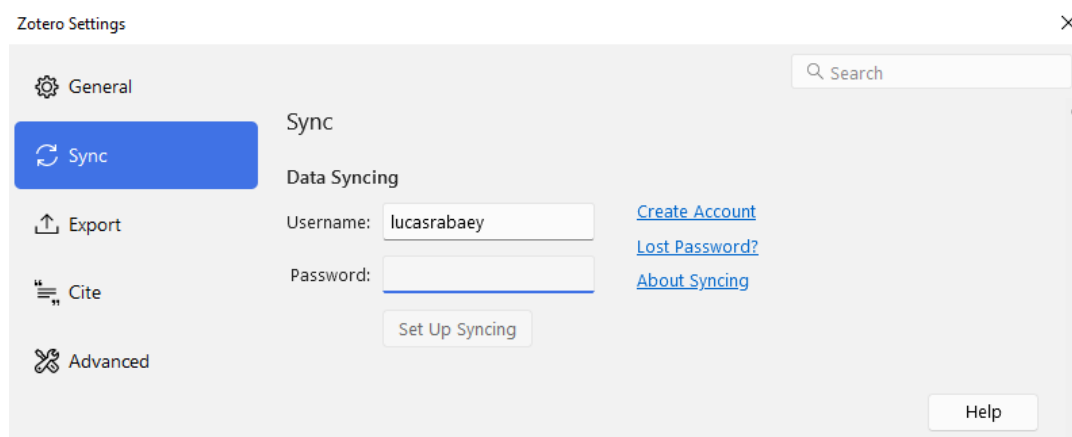 Zotero Settings
Search
General
Sync
Export
Cite
Advanced
Sync
Data Syncing
Username: lucasrabaey
Password:
Set Up Syncing
Create Account
Lost Password?
About Syncing
Help